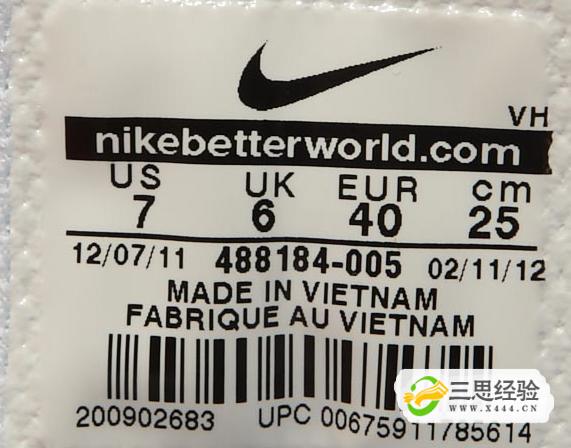 VH
nikebetterworld.com
US UK EUR cm
7 6 40 25
12/07/11 488184-005 02/11/12
MADE IN VIETNAM
FABRIQUE AU VIETNAM
200902683 UPC 00675911785614
三思经验
www.x444.cn